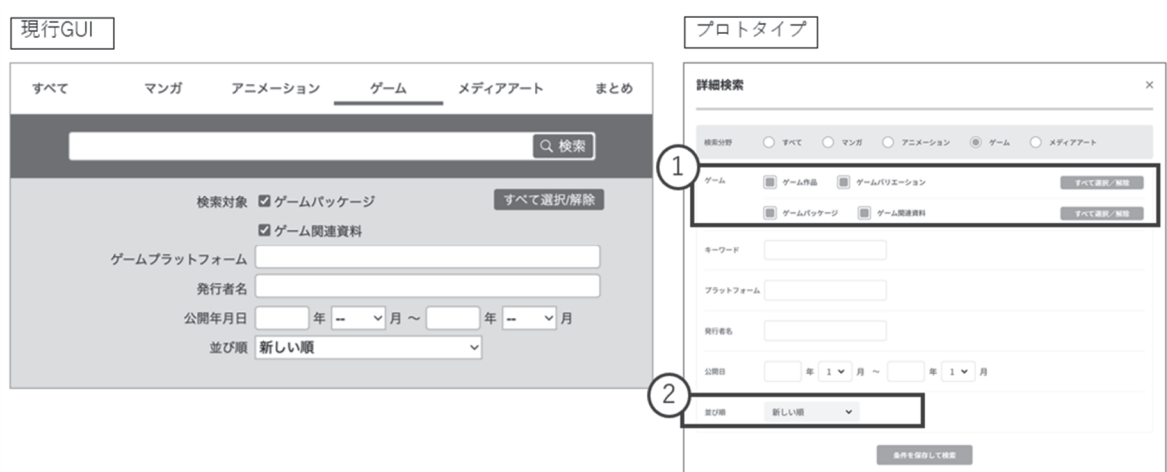 現行GUI
すべて マンガ アニメーション ゲーム メディアアート まとめ
検索
検索対象 ゲームパッケージ すべて選択/解除
ゲーム関連資料
ゲームプラットフォーム
発行者名
公開年月日 年 -- 月 ～ 年 -- 月
並び順 新しい順
プロトタイプ
詳細検索 ×
検索分野 すべて マンガ アニメーション ゲーム メディアアート
1
ゲーム ゲーム作品 ゲームバリエーション すべて選択／解除
ゲームパッケージ ゲーム関連資料 すべて選択／解除
キーワード
プラットフォーム
発行者名
公開日 年 1 月 ～ 年 1 月
2
並び順 新しい順
条件を保存して検索